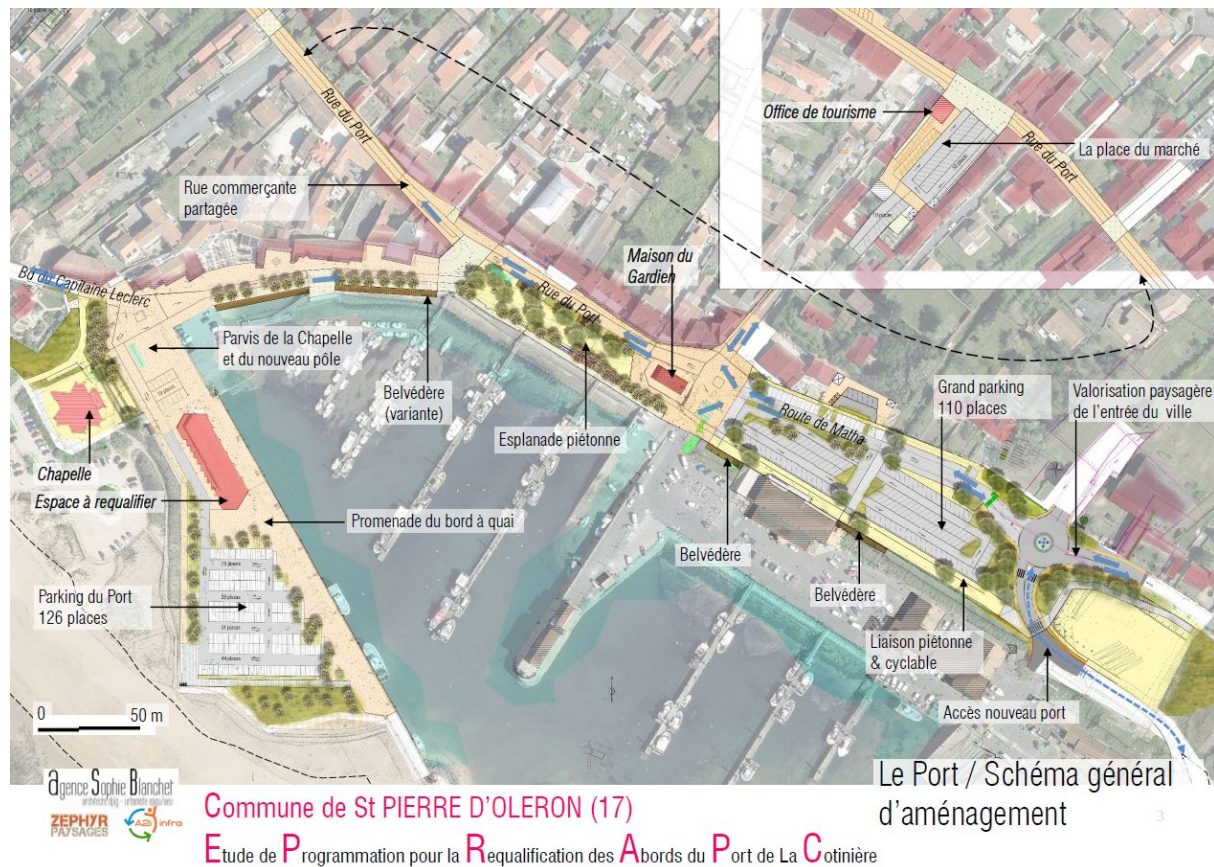 Rue du Port
Office de tourisme
La place du marché
Rue du Port
Rue commerçante
partagée
Maison du
Gardien
Bd du Capitaine Leclerc
Rue du Port
Parvis de la Chapelle
et du nouveau pôle
Belvédère
(variante)
Grand parking
110 places
Valorisation paysagère
de l'entrée du ville
Route de Matha
Esplanade piétonne
Chapelle
Espace à requalifier
Promenade du bord à quai
Belvédère
Belvédère
Parking du Port
126 places
Liaison piétonne
& cyclable
Accès nouveau port
0 50 m
Le Port / Schéma général
d'aménagement
3
agence Sophie Blanchet
ZEPHYR
PAYSAGES
A2i infra
Commune de St PIERRE D'OLERON (17)
Etude de Programmation pour la Requalification des Abords du Port de La Cotinière